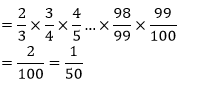 = 2/3 × 3/4 × 4/5 ... × 98/99 × 99/100
= 2/100 = 1/50